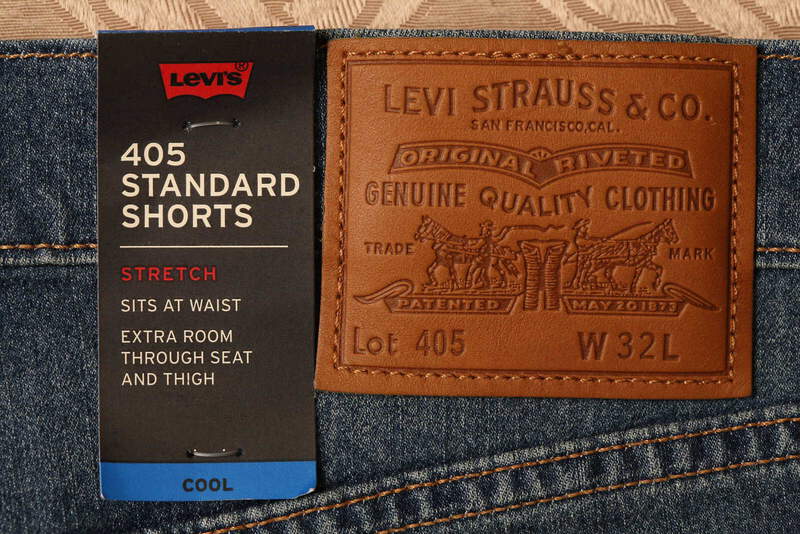 LEVI'S®
405
STANDARD
SHORTS
STRETCH
SITS AT WAIST
EXTRA ROOM
THROUGH SEAT
AND THIGH
COOL
LEVI STRAUSS & CO.
SAN FRANCISCO, CAL.
ORIGINAL RIVETED
GENUINE QUALITY CLOTHING
TRADE MARK
PATENTED MAY 20 1873
Lot 405 W 32 L